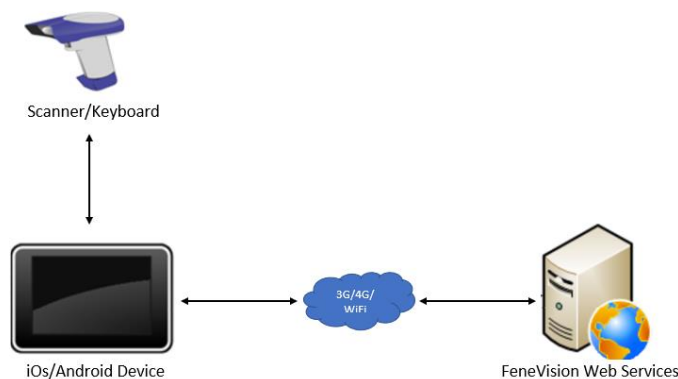 Scanner/Keyboard
3G/4G/
WiFi
iOs/Android Device
FeneVision Web Services